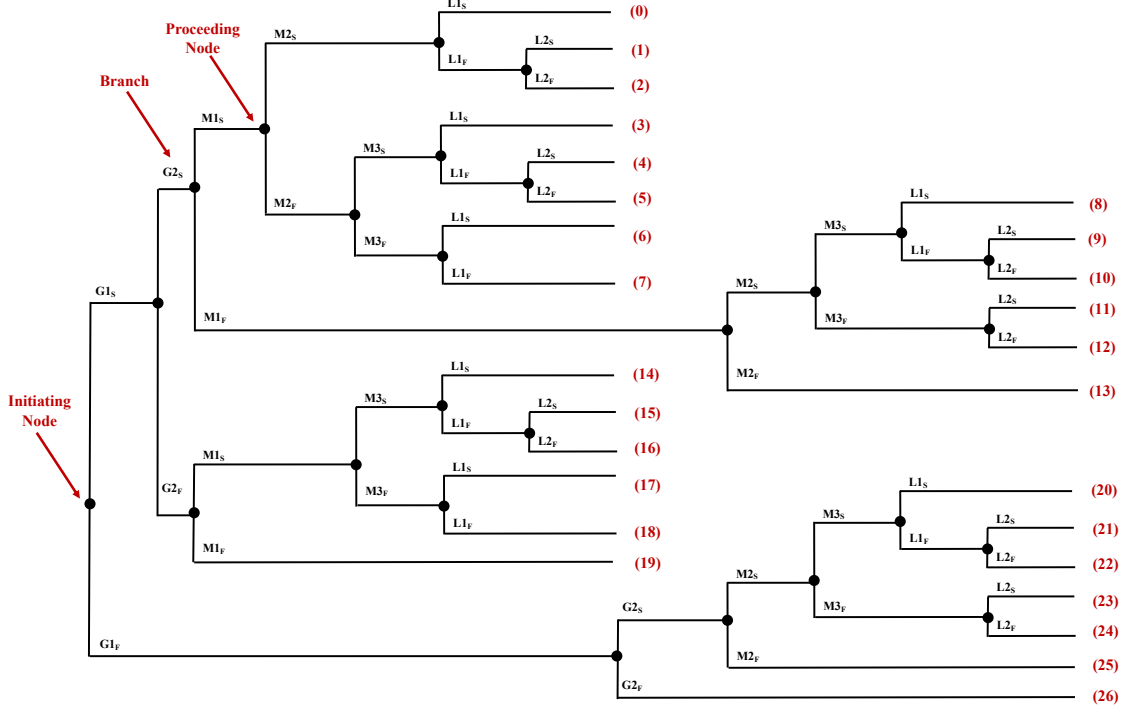 L1S
(0)
Proceeding
Node
M2S
L2S
(1)
L1F
L2F
(2)
Branch
M1S
L1S
(3)
M3S
L2S
(4)
G2S
L1F
L2F
(5)
M2F
L1S
(6)
M3F
L1F
(7)
L1S
(8)
M3S
L2S
(9)
L1F
L2F
(10)
G1S
M2S
L2S
(11)
M1F
M3F
L2F
(12)
L1S
(14)
M2F
(13)
Initiating
Node
M3S
L2S
(15)
L1F
L2F
(16)
M1S
L1S
(17)
G2F
M3F
L1F
(18)
M1F
(19)
L1S
(20)
M3S
L2S
(21)
L1F
L2F
(22)
M2S
L2S
(23)
G2S
M3F
L2F
(24)
G1F
M2F
(25)
G2F
(26)